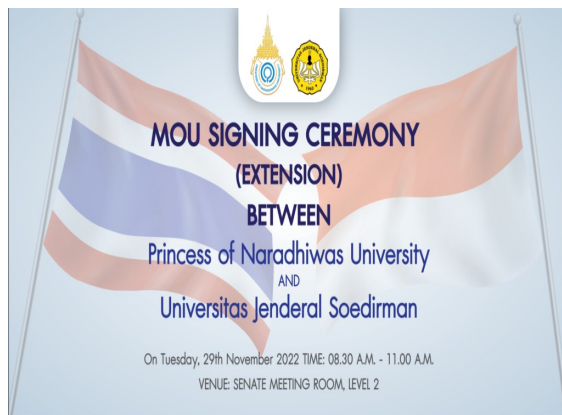 MOU SIGNING CEREMONY
(EXTENSION)
BETWEEN
Princess of Naradhiwas University
AND
Universitas Jenderal Soedirman
On Tuesday, 29th November 2022 TIME: 08.30 A.M. - 11.00 A.M.
VENUE: SENATE MEETING ROOM, LEVEL 2